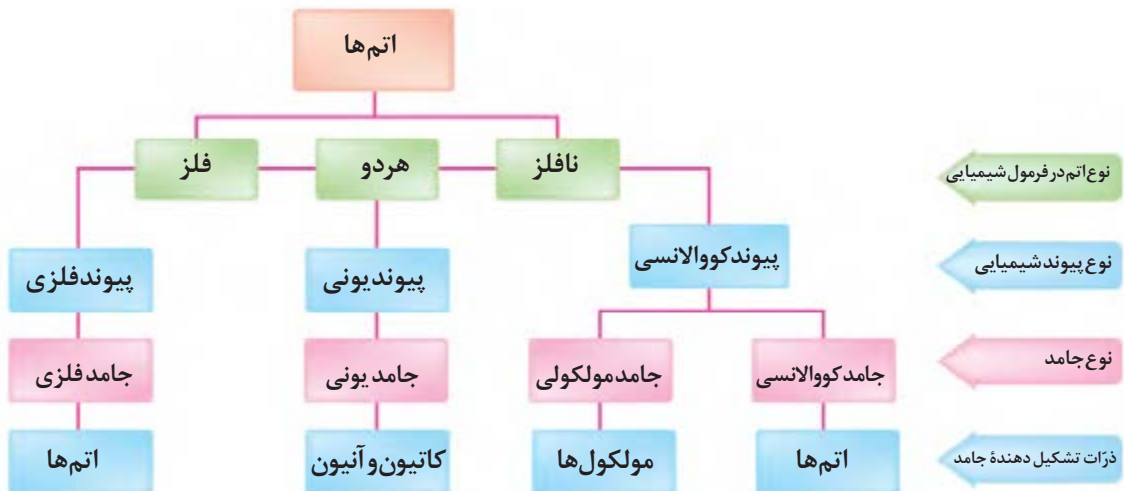 اتم‌ها
نوع اتم در فرمول شیمیایی
نافلز
هردو
فلز
نوع پیوند شیمیایی
پیوند کووالانسی
پیوند یونی
پیوند فلزی
نوع جامد
جامد کووالانسی
جامد مولکولی
جامد یونی
جامد فلزی
ذرّات تشکیل دهندهٔ جامد
اتم‌ها
مولکول‌ها
کاتیون و آنیون
اتم‌ها